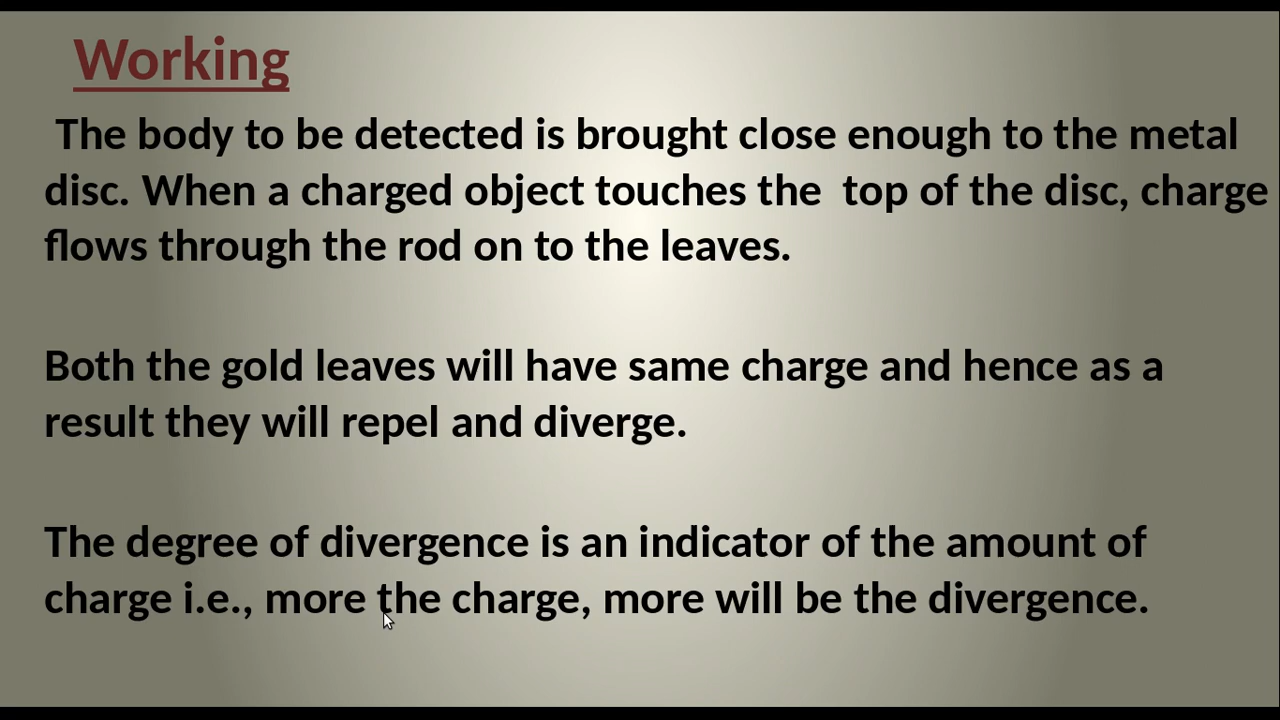 Working
The body to be detected is brought close enough to the metal
disc. When a charged object touches the top of the disc, charge
flows through the rod on to the leaves.
Both the gold leaves will have same charge and hence as a
result they will repel and diverge.
The degree of divergence is an indicator of the amount of
charge i.e., more the charge, more will be the divergence.